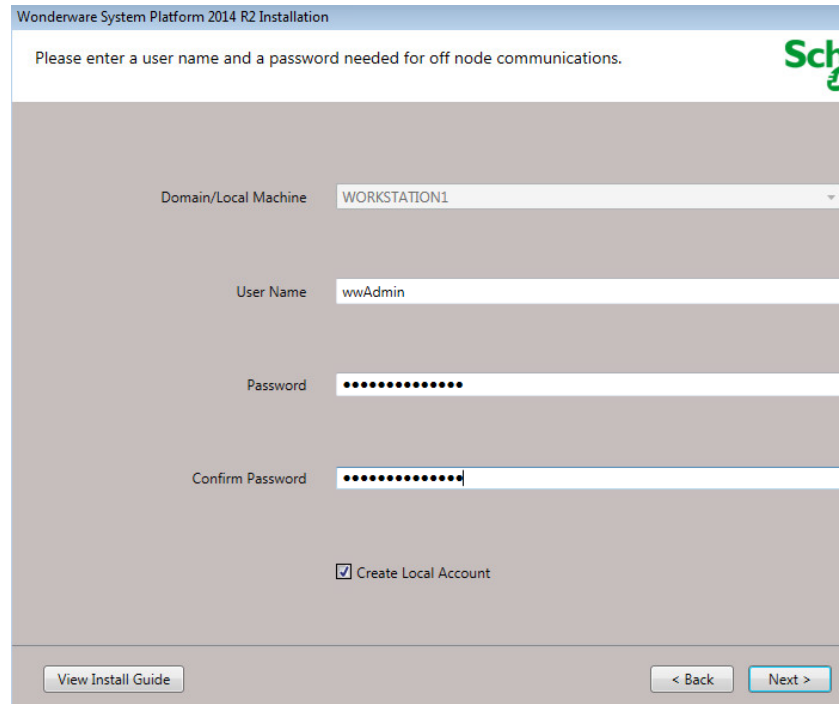 Wonderware System Platform 2014 R2 Installation
Please enter a user name and a password needed for off node communications.
Sch
Domain/Local Machine WORKSTATION1
User Name wwAdmin
Password ●●●●●●●●●●●●●●
Confirm Password ●●●●●●●●●●●●●●
Create Local Account
View Install Guide < Back Next >